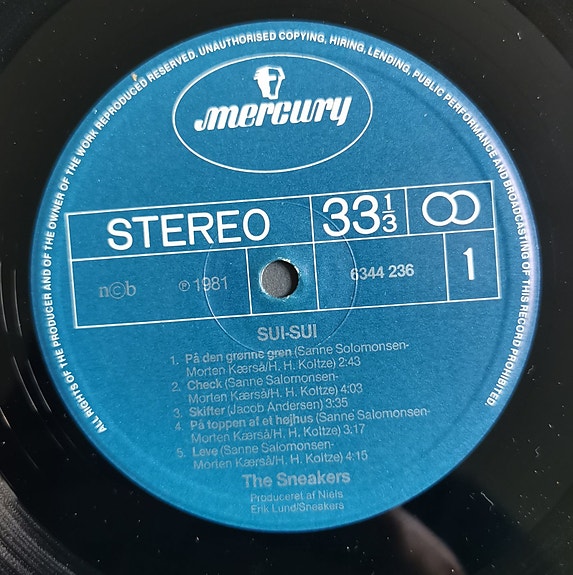 ALL RIGHTS OF THE PRODUCER AND OF THE OWNER OF THE WORK REPRODUCED RESERVED. UNAUTHORISED COPYING, HIRING, LENDING, PUBLIC PERFORMANCE AND BROADCASTING OF THIS RECORD PROHIBITED.
mercury
STEREO 33 1/3
n©b ℗ 1981 6344 236 1
SUI-SUI
1. På den grønne gren (Sanne Solomonsen-
Morten Kærså/H. H. Koltze) 2:43
2. Check (Sanne Salomonsen-
Morten Kærså/H. H. Koltze) 4:03
3. Skifter (Jacob Andersen) 3:35
4. På toppen af et højhus (Sanne Salomonsen-
Morten Kærså/H. H. Koltze) 3:17
5. Leve (Sanne Salomonsen-
Morten Kærså/H. H. Koltze) 4:15
The Sneakers
Produceret af Niels
Erik Lund/Sneakers